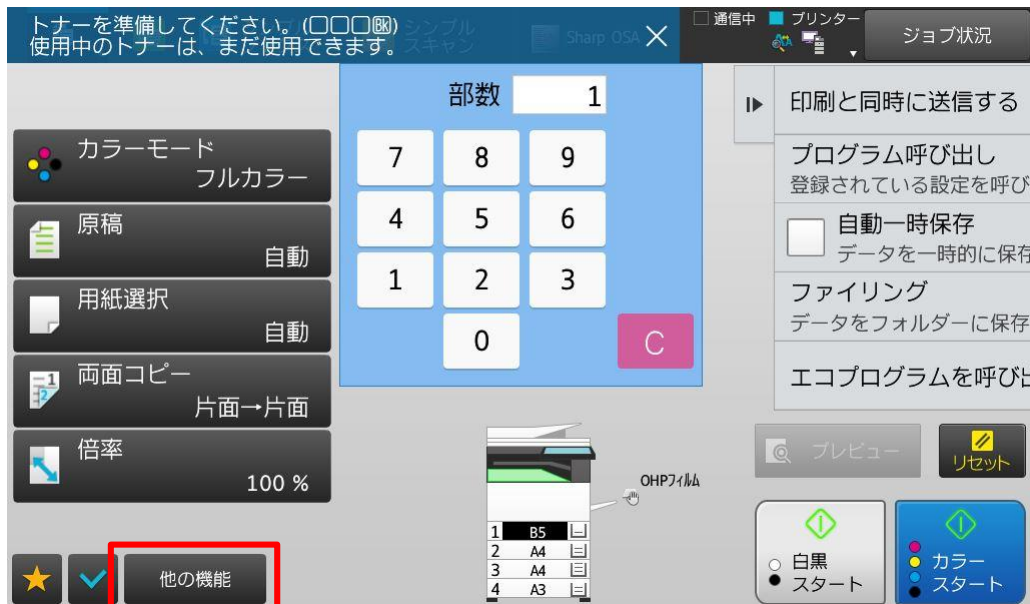 トナーを準備してください。(□□□BK)
使用中のトナーは、まだ使用できます。
シンプル
スキャン
Sharp OSA
通信中
プリンター
ジョブ状況
部数 1
7 8 9
4 5 6
1 2 3
0 C
カラーモード
フルカラー
原稿
自動
用紙選択
自動
両面コピー
片面→片面
倍率
100 %
他の機能
OHPフィルム
1 B5
2 A4
3 A4
4 A3
印刷と同時に送信する
プログラム呼び出し
登録されている設定を呼び
自動一時保存
データを一時的に保存
ファイリング
データをフォルダーに保存
エコプログラムを呼び出
プレビュー
リセット
白黒
スタート
カラー
スタート